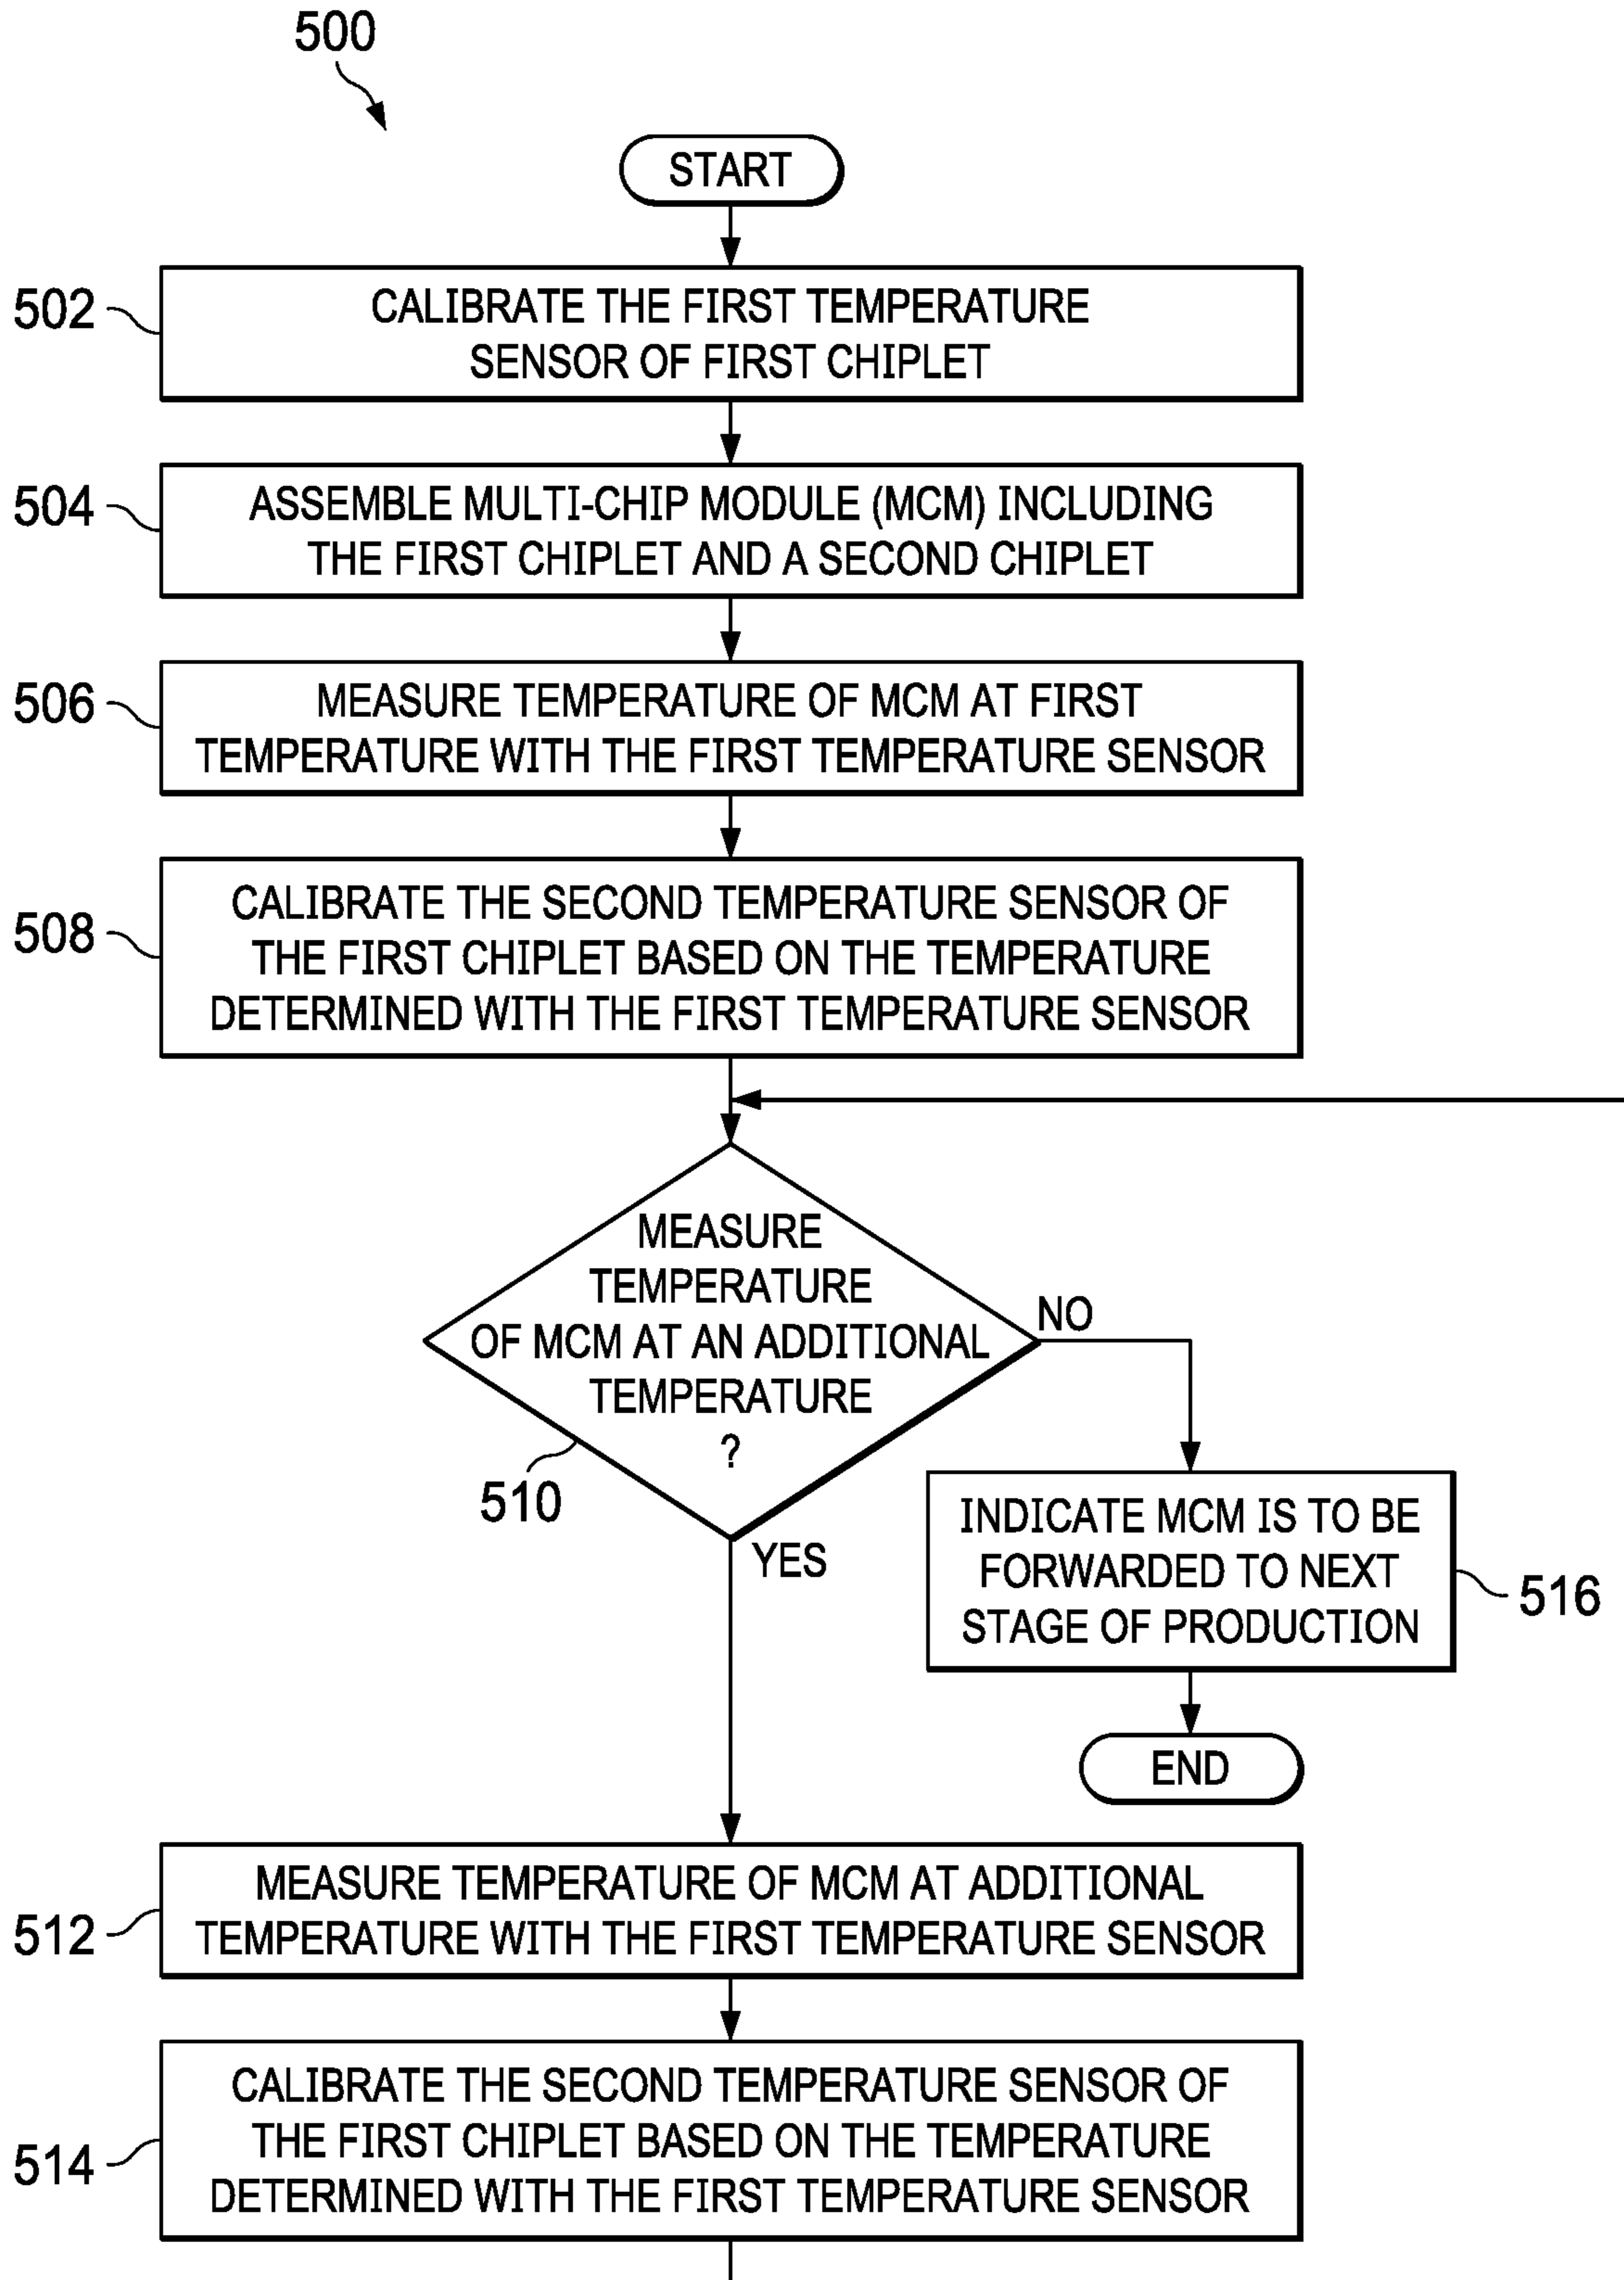 500
START
502
CALIBRATE THE FIRST TEMPERATURE
SENSOR OF FIRST CHIPLET
504
ASSEMBLE MULTI-CHIP MODULE (MCM) INCLUDING
THE FIRST CHIPLET AND A SECOND CHIPLET
506
MEASURE TEMPERATURE OF MCM AT FIRST
TEMPERATURE WITH THE FIRST TEMPERATURE SENSOR
508
CALIBRATE THE SECOND TEMPERATURE SENSOR OF
THE FIRST CHIPLET BASED ON THE TEMPERATURE
DETERMINED WITH THE FIRST TEMPERATURE SENSOR
MEASURE
TEMPERATURE
OF MCM AT AN ADDITIONAL
TEMPERATURE
?
510
NO
YES
INDICATE MCM IS TO BE
FORWARDED TO NEXT
STAGE OF PRODUCTION
516
END
512
MEASURE TEMPERATURE OF MCM AT ADDITIONAL
TEMPERATURE WITH THE FIRST TEMPERATURE SENSOR
514
CALIBRATE THE SECOND TEMPERATURE SENSOR OF
THE FIRST CHIPLET BASED ON THE TEMPERATURE
DETERMINED WITH THE FIRST TEMPERATURE SENSOR